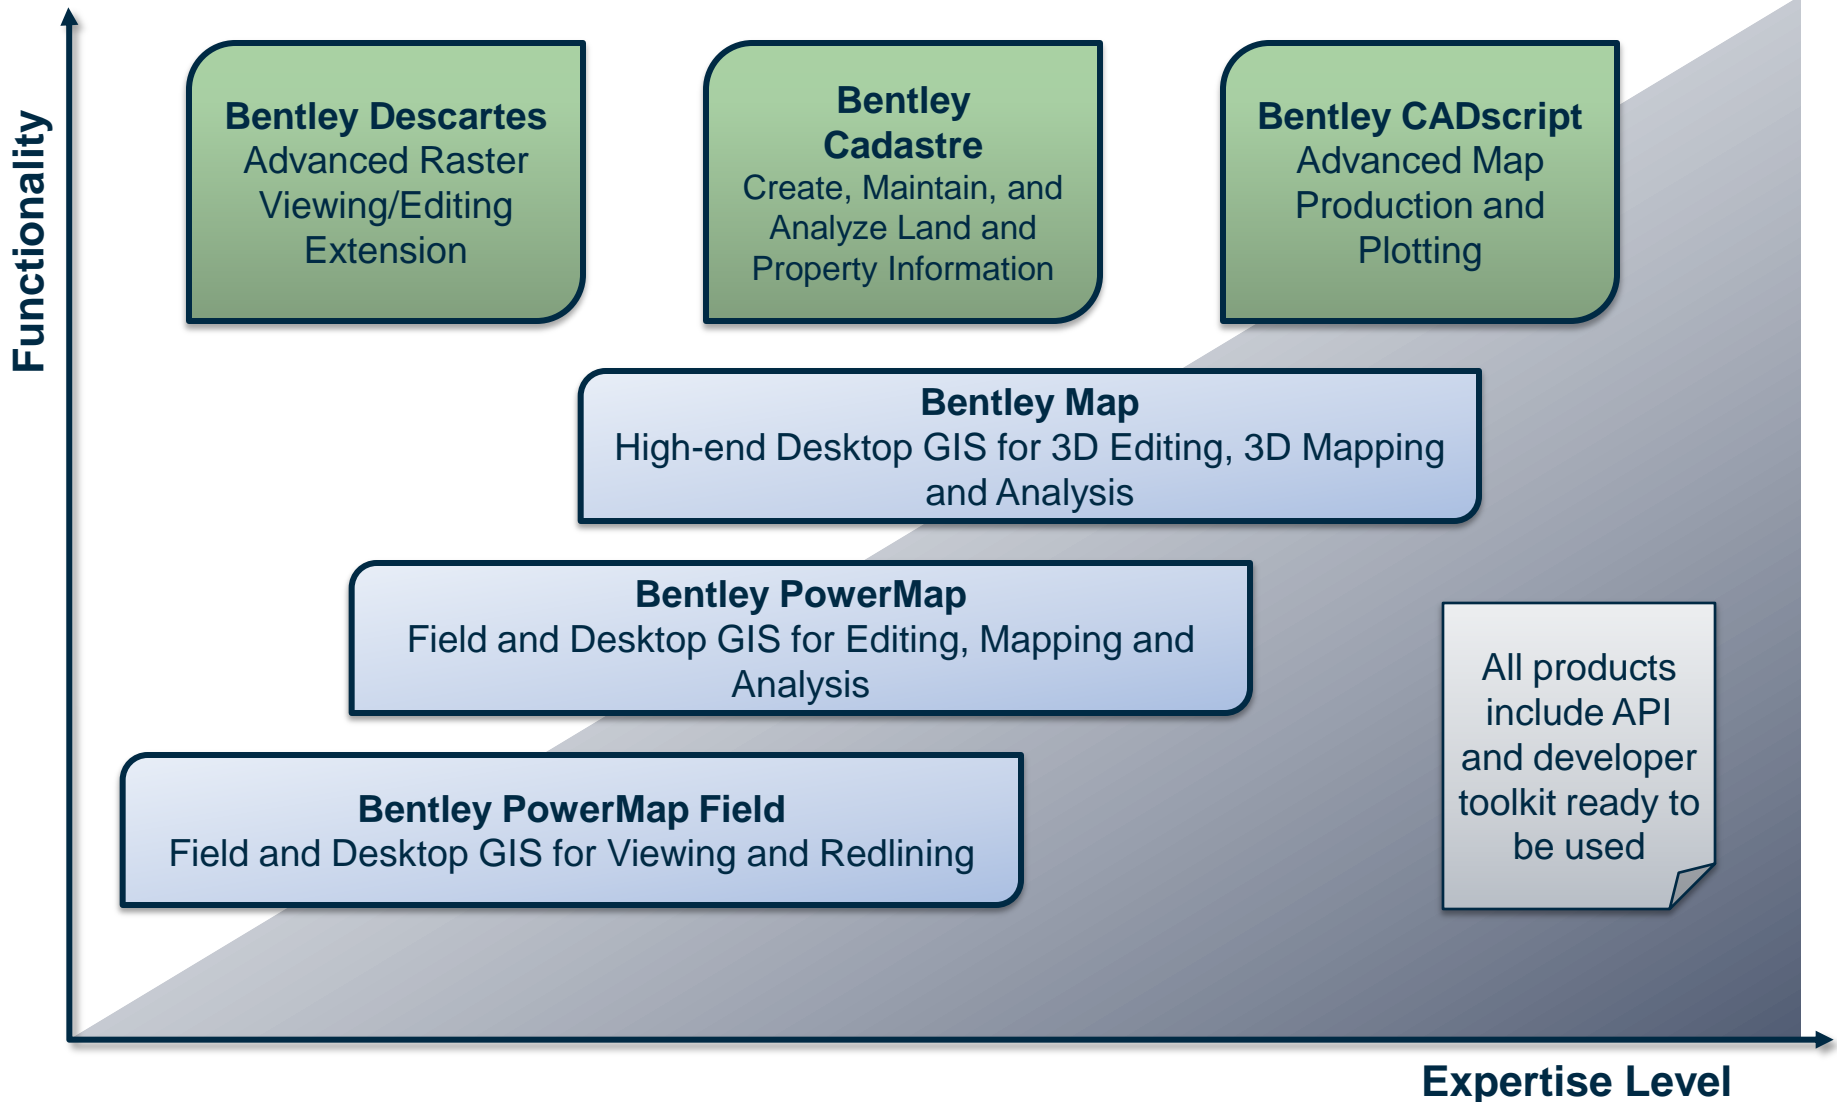 Functionality
Bentley Descartes
Advanced Raster
Viewing/Editing
Extension
Bentley
Cadastre
Create, Maintain, and
Analyze Land and
Property Information
Bentley CADscript
Advanced Map
Production and
Plotting
Bentley Map
High-end Desktop GIS for 3D Editing, 3D Mapping
and Analysis
Bentley PowerMap
Field and Desktop GIS for Editing, Mapping and
Analysis
Bentley PowerMap Field
Field and Desktop GIS for Viewing and Redlining
All products
include API
and developer
toolkit ready to
be used
Expertise Level